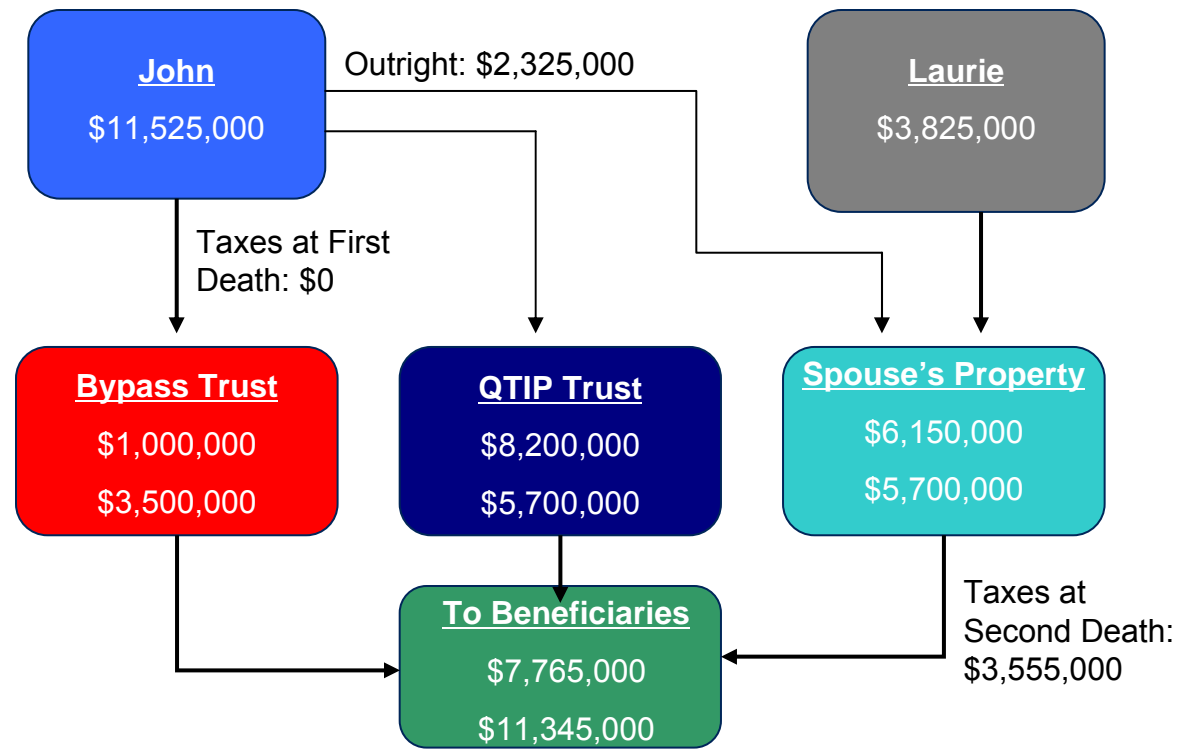 John
$11,525,000
Outright: $2,325,000
Laurie
$3,825,000
Taxes at First
Death: $0
Bypass Trust
$1,000,000
$3,500,000
QTIP Trust
$8,200,000
$5,700,000
Spouse's Property
$6,150,000
$5,700,000
To Beneficiaries
$7,765,000
$11,345,000
Taxes at
Second Death:
$3,555,000